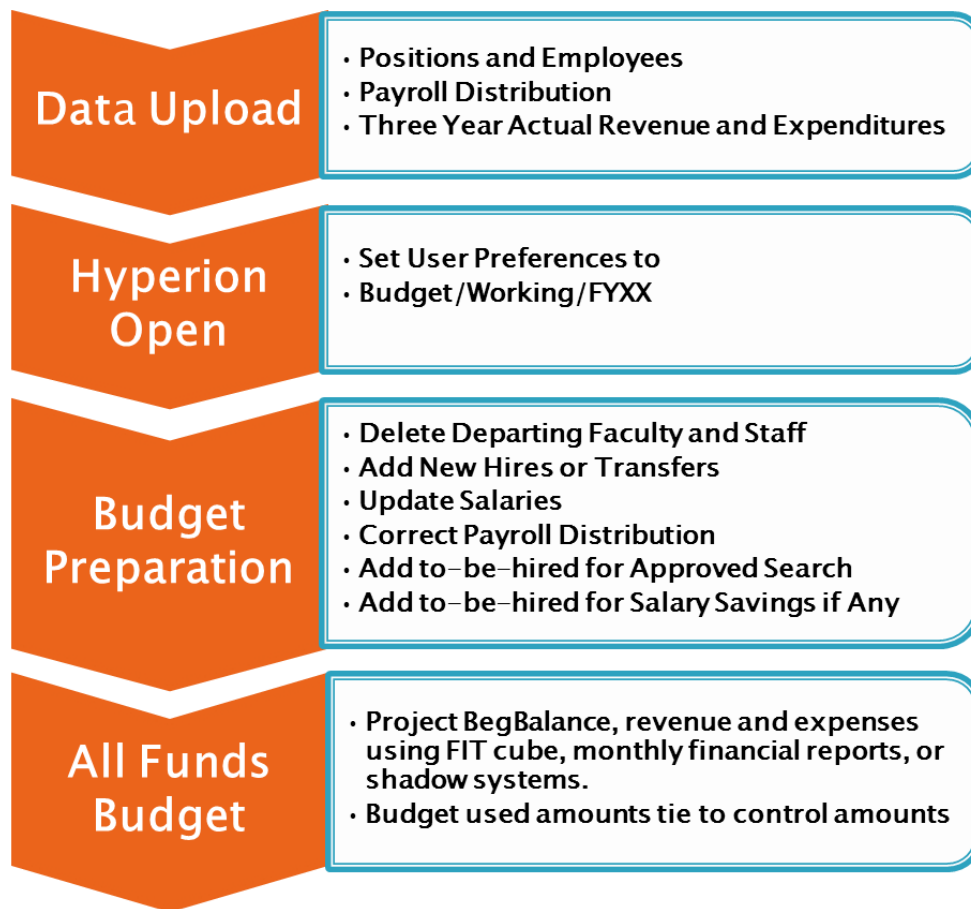 Data Upload
· Positions and Employees
· Payroll Distribution
· Three Year Actual Revenue and Expenditures
Hyperion
Open
· Set User Preferences to
· Budget/Working/FYXX
Budget
Preparation
· Delete Departing Faculty and Staff
· Add New Hires or Transfers
· Update Salaries
· Correct Payroll Distribution
· Add to-be-hired for Approved Search
· Add to-be-hired for Salary Savings if Any
All Funds
Budget
· Project BegBalance, revenue and expenses
using FIT cube, monthly financial reports, or
shadow systems.
· Budget used amounts tie to control amounts